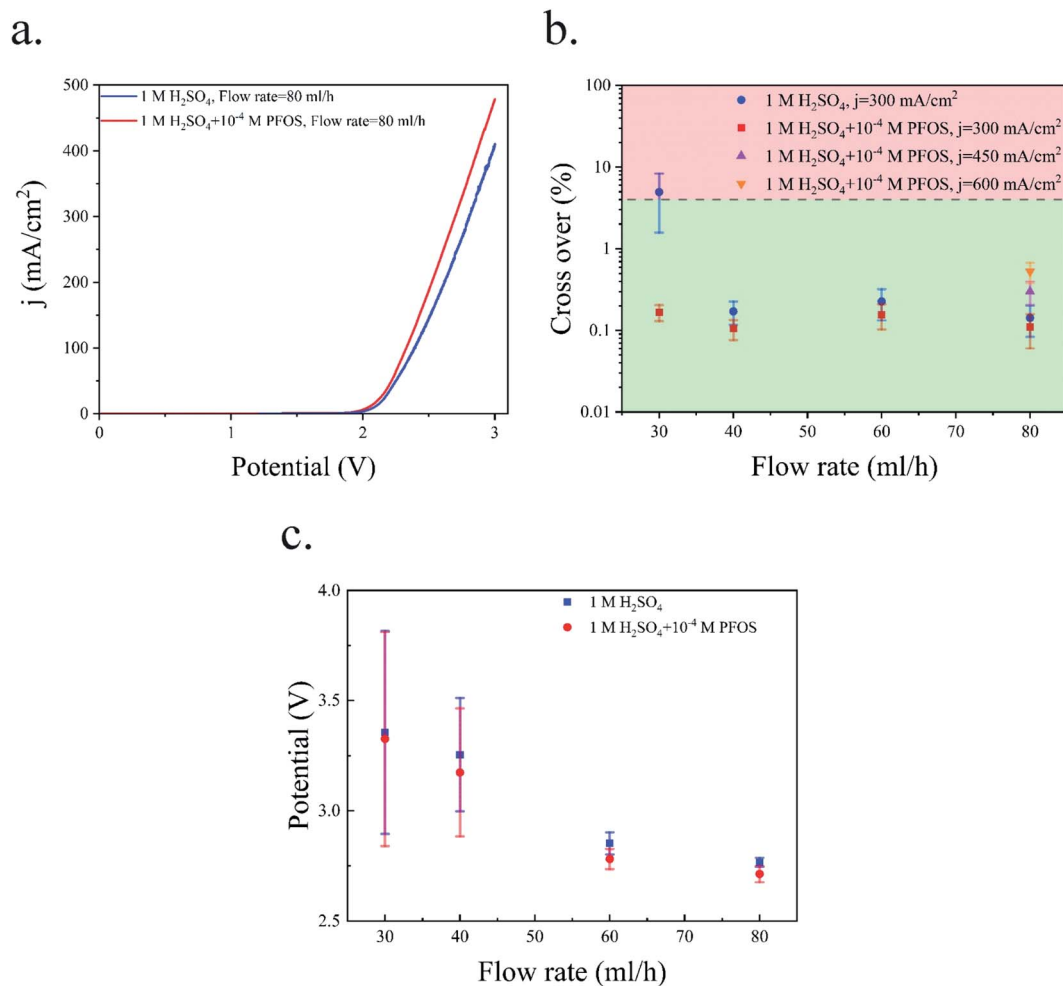 a.
500
400
300
200
100
0
j (mA/cm²)
1 M H₂SO₄, Flow rate=80 ml/h
1 M H₂SO₄+10⁻⁴ M PFOS, Flow rate=80 ml/h
0 1 2 3
Potential (V)
b.
100
10
1
0.1
0.01
Cross over (%)
1 M H₂SO₄, j=300 mA/cm²
1 M H₂SO₄+10⁻⁴ M PFOS, j=300 mA/cm²
1 M H₂SO₄+10⁻⁴ M PFOS, j=450 mA/cm²
1 M H₂SO₄+10⁻⁴ M PFOS, j=600 mA/cm²
30 40 50 60 70 80
Flow rate (ml/h)
c.
4.0
3.5
3.0
2.5
Potential (V)
1 M H₂SO₄
1 M H₂SO₄+10⁻⁴ M PFOS
30 40 50 60 70 80
Flow rate (ml/h)